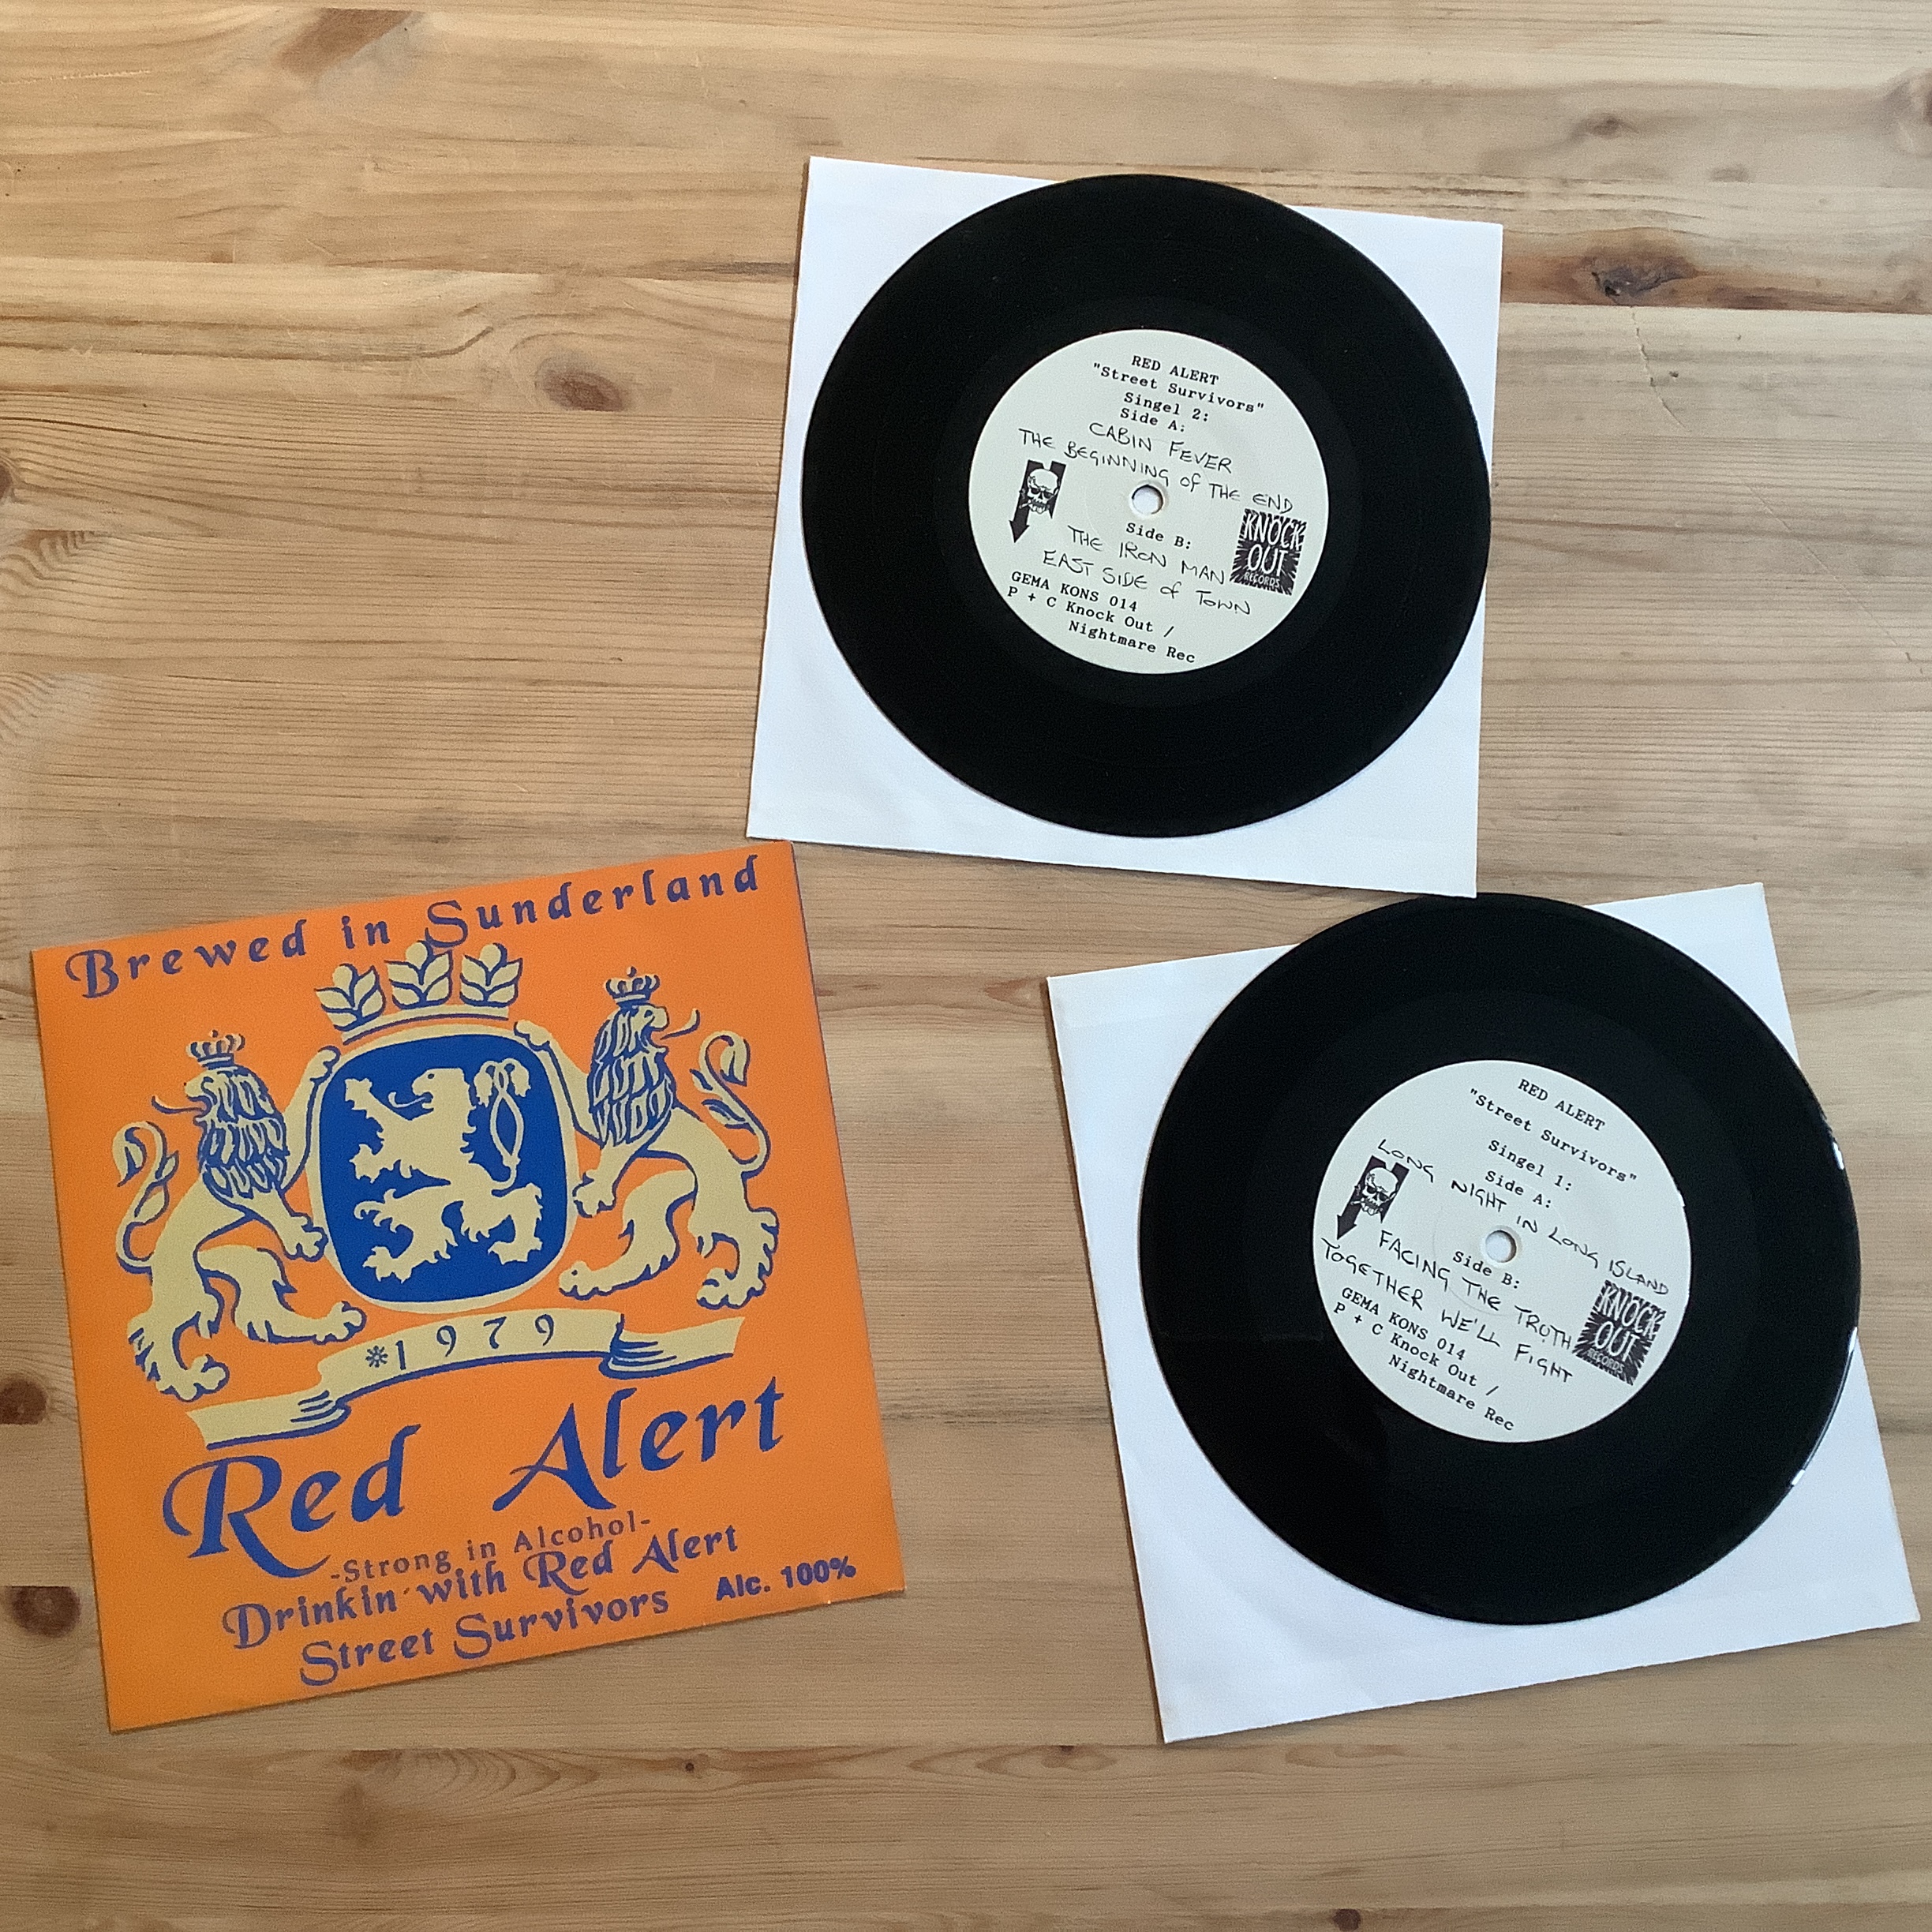 RED ALERT
"Street Survivors"
Singel 2:
Side A:
CABIN FEVER
THE BEGINNING of THE END
KNOCK
OUT
RECORDS
Side B:
THE IRON MAN
EAST SIDE of TOWN
GEMA KONS 014
P + C Knock Out /
Nightmare Rec
Brewed in Sunderland
*1979
Red Alert
-Strong in Alcohol-
Drinkin´with Red Alert
Street Survivors
Alc. 100%
RED ALERT
"Street Survivors"
Singel 1:
Side A:
LONG NIGHT IN LONG ISLAND
Side B:
FACING THE TRUTH
TOGETHER WE'LL FIGHT
KNOCK
OUT
RECORDS
GEMA KONS 014
P + C Knock Out /
Nightmare Rec